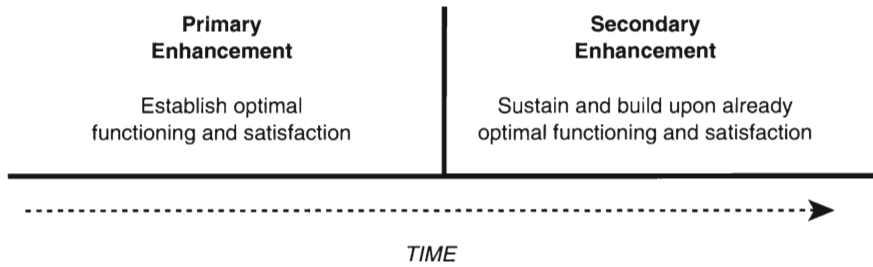 Primary
Enhancement
Establish optimal
functioning and satisfaction
Secondary
Enhancement
Sustain and build upon already
optimal functioning and satisfaction
TIME